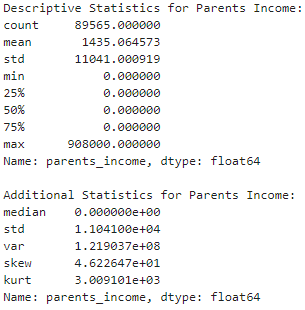 Descriptive Statistics for Parents Income:
count     89565.000000
mean       1435.064573
std       11041.000919
min           0.000000
25%           0.000000
50%           0.000000
75%           0.000000
max      908000.000000
Name: parents_income, dtype: float64

Additional Statistics for Parents Income:
median    0.000000e+00
std       1.104100e+04
var       1.219037e+08
skew      4.622647e+01
kurt      3.009101e+03
Name: parents_income, dtype: float64